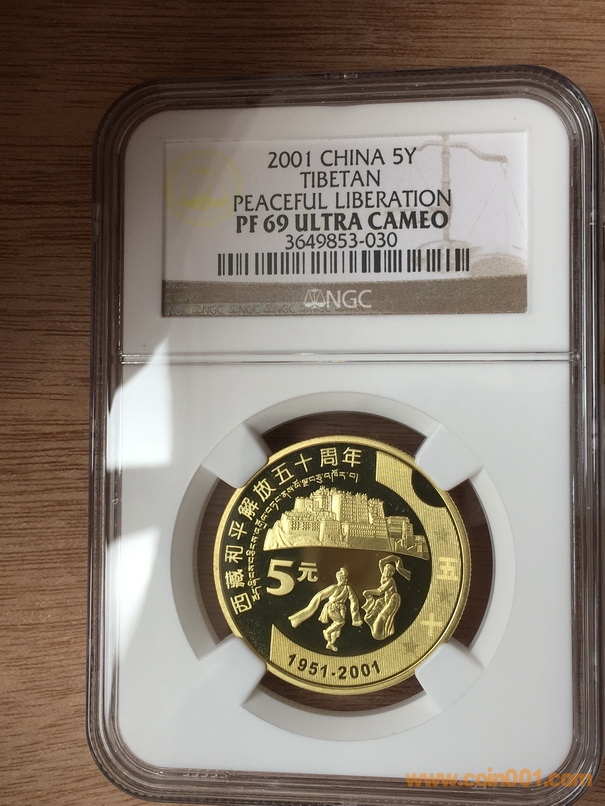 2001 CHINA 5Y
TIBETAN
PEACEFUL LIBERATION
PF 69 ULTRA CAMEO
3649853-030
NGC
西藏和平解放五十周年
5元
五十
1951-2001
www.coin001.com